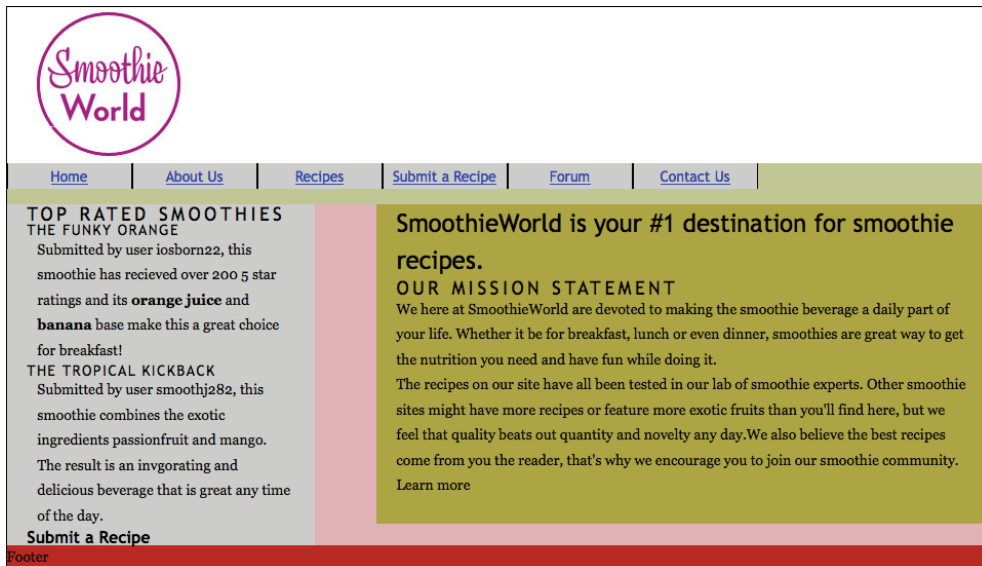 Smoothie
World
Home About Us Recipes Submit a Recipe Forum Contact Us
TOP RATED SMOOTHIES
THE FUNKY ORANGE
Submitted by user iosborn22, this
smoothie has recieved over 200 5 star
ratings and its orange juice and
banana base make this a great choice
for breakfast!
THE TROPICAL KICKBACK
Submitted by user smoothj282, this
smoothie combines the exotic
ingredients passionfruit and mango.
The result is an invgorating and
delicious beverage that is great any time
of the day.
Submit a Recipe
SmoothieWorld is your #1 destination for smoothie
recipes.
OUR MISSION STATEMENT
We here at SmoothieWorld are devoted to making the smoothie beverage a daily part of
your life. Whether it be for breakfast, lunch or even dinner, smoothies are great way to get
the nutrition you need and have fun while doing it.
The recipes on our site have all been tested in our lab of smoothie experts. Other smoothie
sites might have more recipes or feature more exotic fruits than you'll find here, but we
feel that quality beats out quantity and novelty any day.We also believe the best recipes
come from you the reader, that's why we encourage you to join our smoothie community.
Learn more
Footer